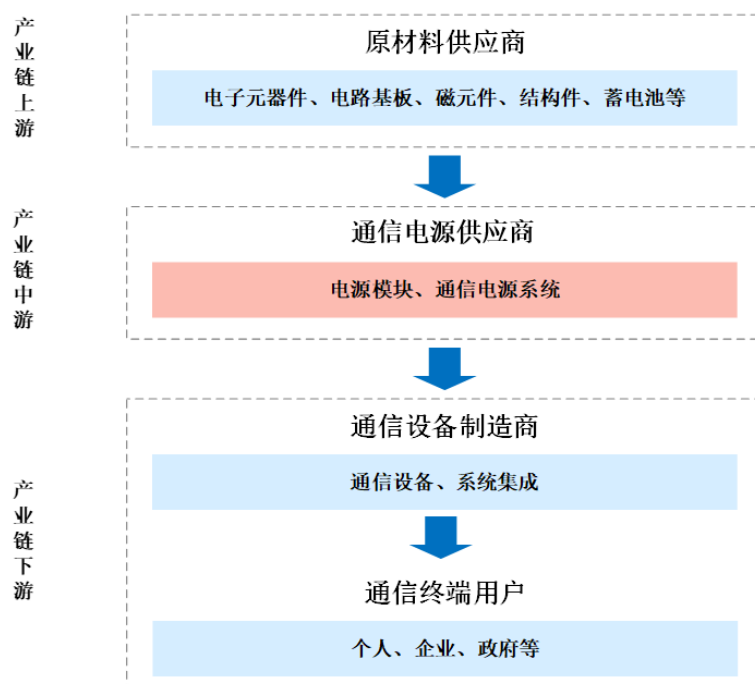 产业链上游
原材料供应商
电子元器件、电路基板、磁元件、结构件、蓄电池等
产业链中游
通信电源供应商
电源模块、通信电源系统
产业链下游
通信设备制造商
通信设备、系统集成
通信终端用户
个人、企业、政府等